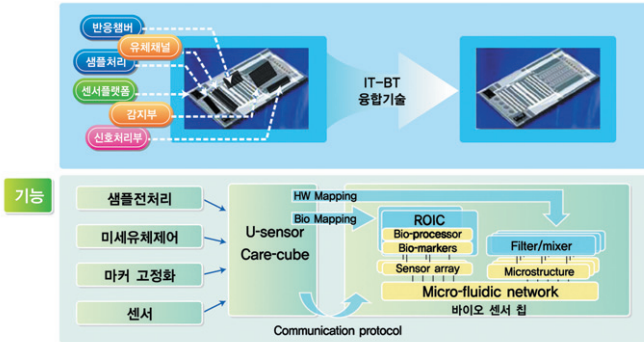 반응챔버
유체채널
샘플처리
센서플랫폼
감지부
신호처리부
IT-BT
융합기술
기능
샘플전처리
미세유체제어
마커 고정화
센서
U-sensor
Care-cube
HW Mapping
Bio Mapping
ROIC
Bio-processor
Bio-markers
Sensor array
Filter/mixer
Microstructure
Micro-fluidic network
바이오 센서 칩
Communication protocol